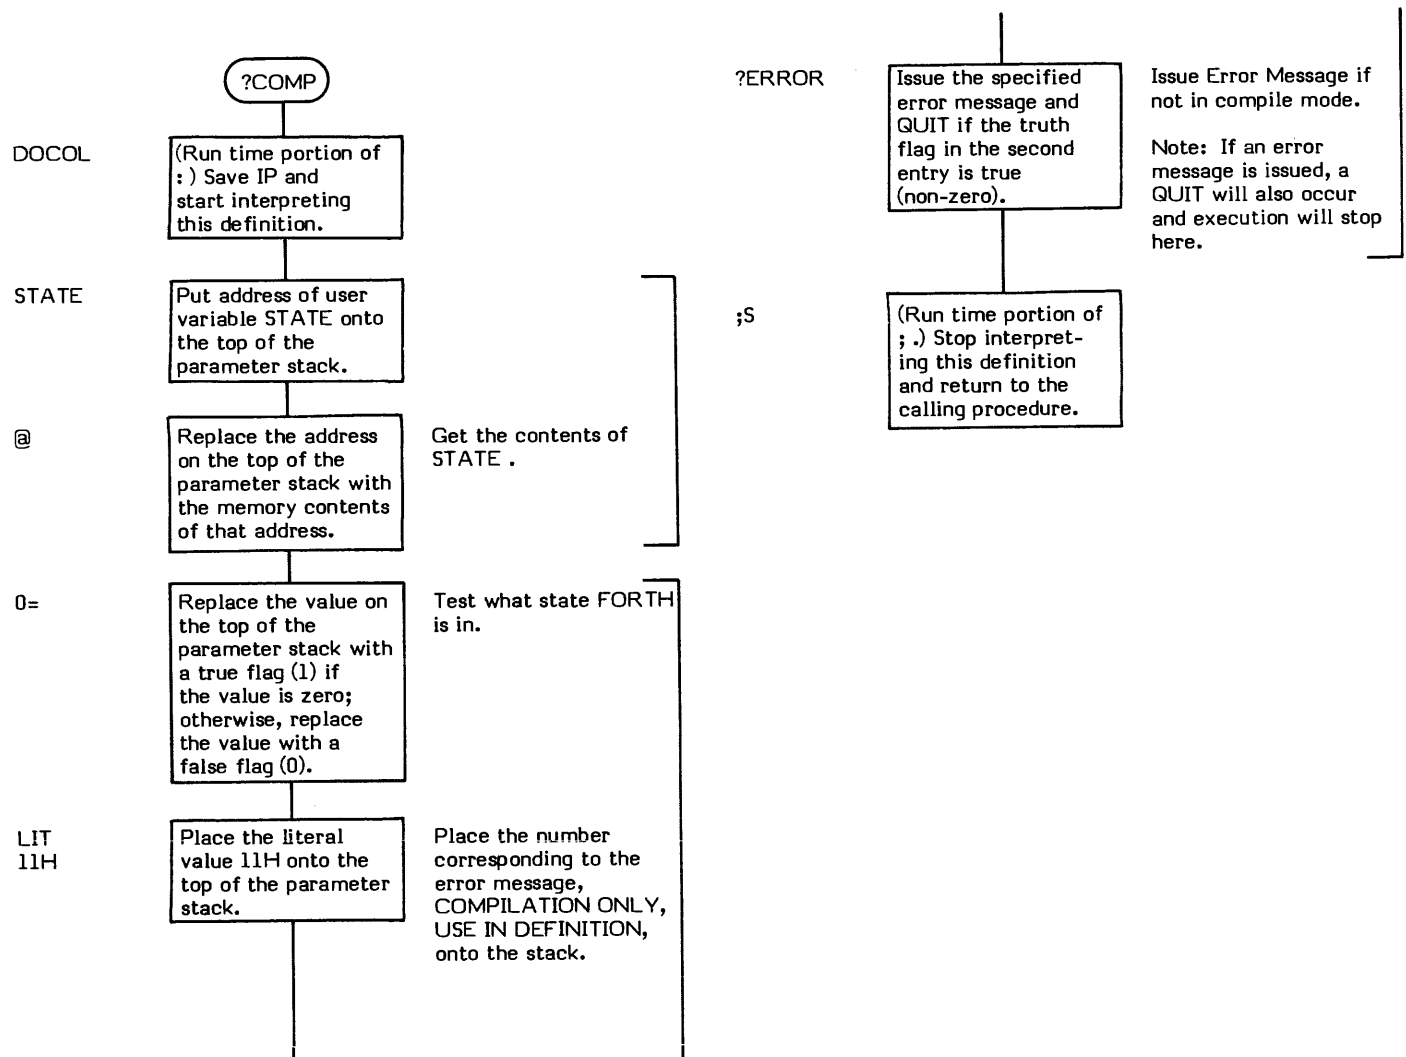 ?COMP
DOCOL
(Run time portion of
: ) Save IP and
start interpreting
this definition.
STATE
Put address of user
variable STATE onto
the top of the
parameter stack.
@
Replace the address
on the top of the
parameter stack with
the memory contents
of that address.
Get the contents of
STATE .
0=
Replace the value on
the top of the
parameter stack with
a true flag (1) if
the value is zero;
otherwise, replace
the value with a
false flag (0).
Test what state FORTH
is in.
LIT
11H
Place the literal
value 11H onto the
top of the parameter
stack.
Place the number
corresponding to the
error message,
COMPILATION ONLY,
USE IN DEFINITION,
onto the stack.
?ERROR
Issue the specified
error message and
QUIT if the truth
flag in the second
entry is true
(non-zero).
Issue Error Message if
not in compile mode.
Note: If an error
message is issued, a
QUIT will also occur
and execution will stop
here.
;S
(Run time portion of
; .) Stop interpret-
ing this definition
and return to the
calling procedure.